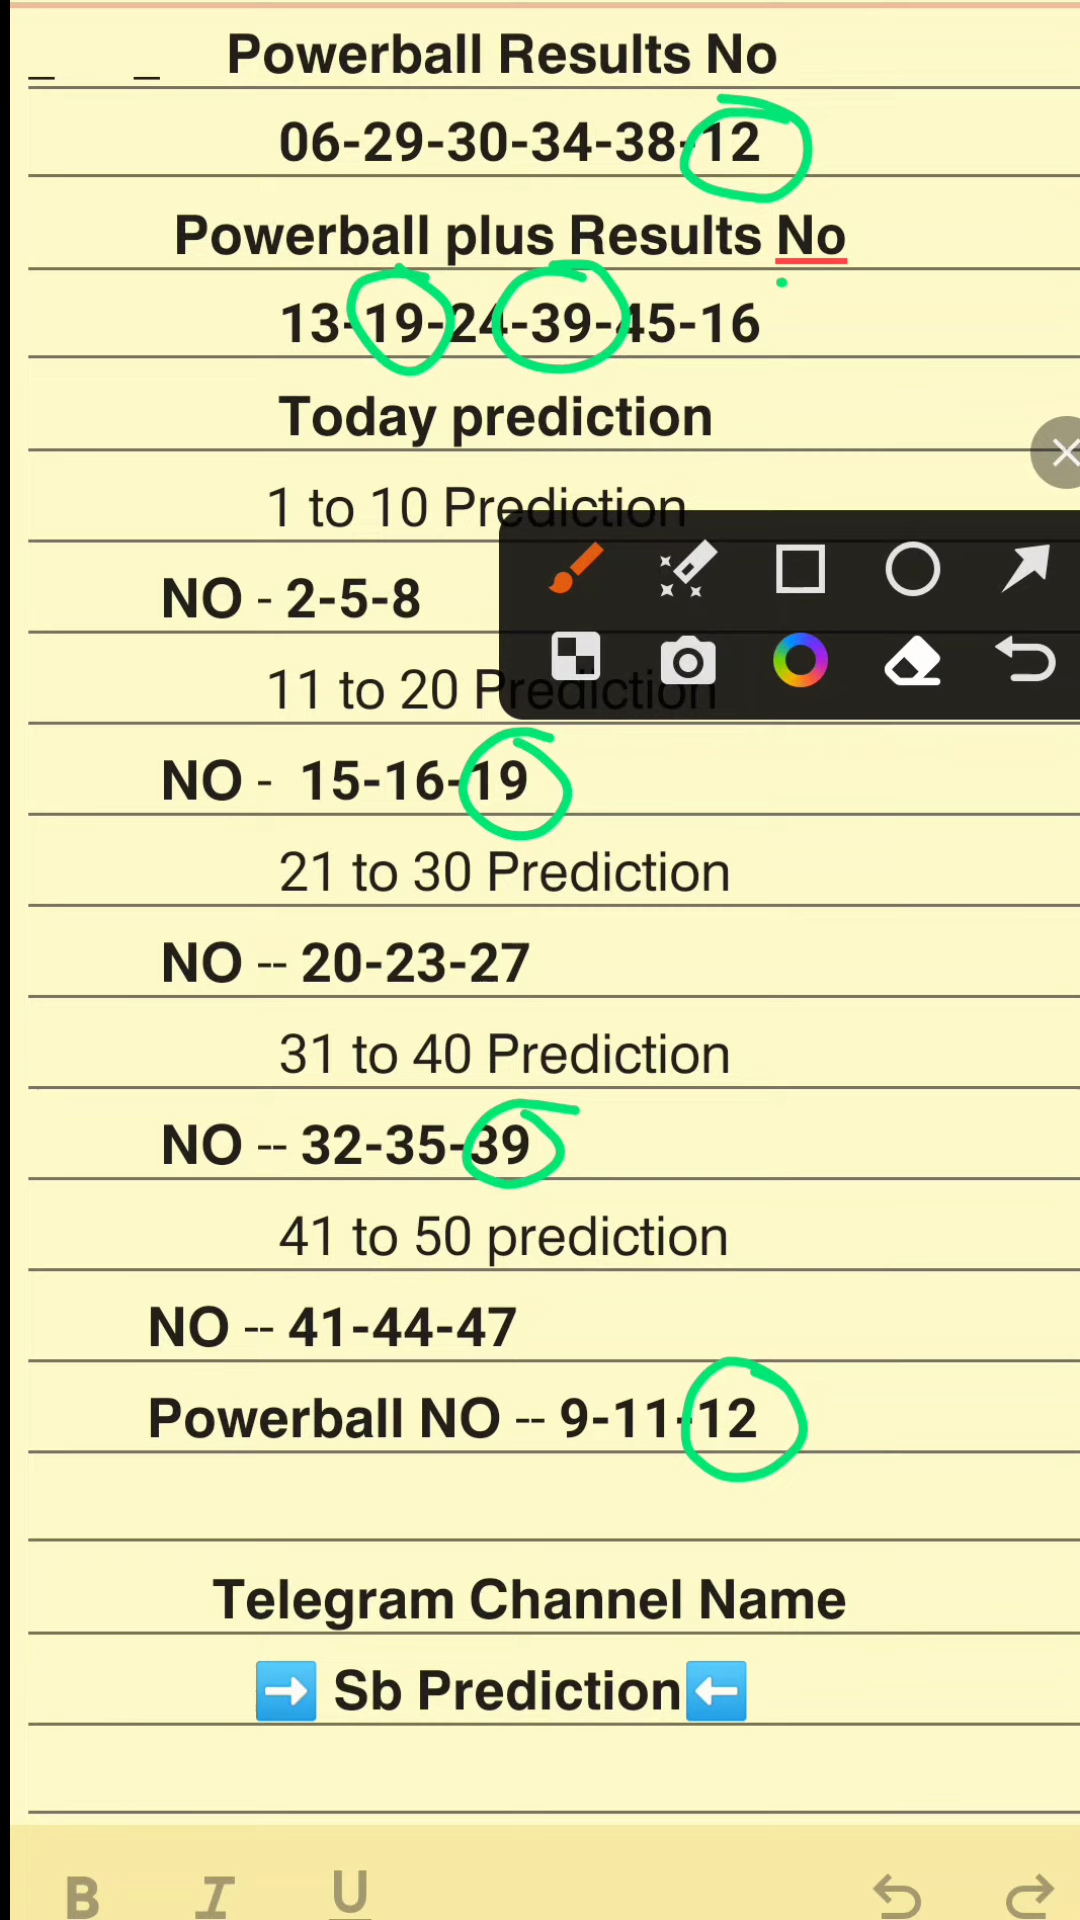 _ _ Powerball Results No
06-29-30-34-38-12
Powerball plus Results No
13-19-24-39-45-16
Today prediction
1 to 10 Prediction
NO - 2-5-8
11 to 20 Prediction
NO - 15-16-19
21 to 30 Prediction
NO -- 20-23-27
31 to 40 Prediction
NO -- 32-35-39
41 to 50 prediction
NO -- 41-44-47
Powerball NO -- 9-11-12
Telegram Channel Name
➡️ Sb Prediction⬅️
B I U